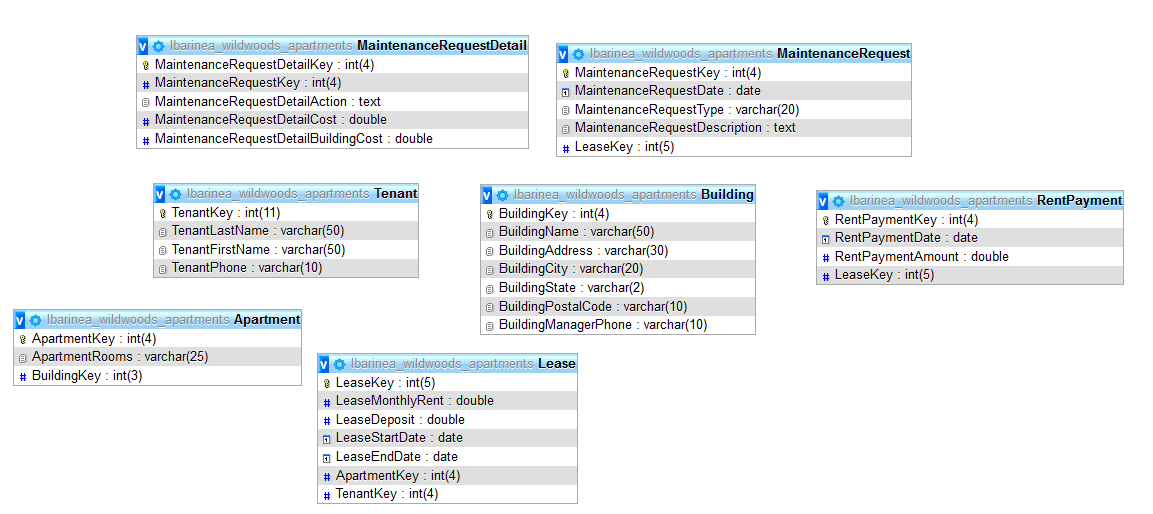 lbarinea_wildwoods_apartments MaintenanceRequestDetail
MaintenanceRequestDetailKey : int(4)
MaintenanceRequestKey : int(4)
MaintenanceRequestDetailAction : text
MaintenanceRequestDetailCost : double
MaintenanceRequestDetailBuildingCost : double
lbarinea_wildwoods_apartments MaintenanceRequest
MaintenanceRequestKey : int(4)
MaintenanceRequestDate : date
MaintenanceRequestType : varchar(20)
MaintenanceRequestDescription : text
LeaseKey : int(5)
lbarinea_wildwoods_apartments Tenant
TenantKey : int(11)
TenantLastName : varchar(50)
TenantFirstName : varchar(50)
TenantPhone : varchar(10)
lbarinea_wildwoods_apartments Building
BuildingKey : int(4)
BuildingName : varchar(50)
BuildingAddress : varchar(30)
BuildingCity : varchar(20)
BuildingState : varchar(2)
BuildingPostalCode : varchar(10)
BuildingManagerPhone : varchar(10)
lbarinea_wildwoods_apartments RentPayment
RentPaymentKey : int(4)
RentPaymentDate : date
RentPaymentAmount : double
LeaseKey : int(5)
lbarinea_wildwoods_apartments Apartment
ApartmentKey : int(4)
ApartmentRooms : varchar(25)
BuildingKey : int(3)
lbarinea_wildwoods_apartments Lease
LeaseKey : int(5)
LeaseMonthlyRent : double
LeaseDeposit : double
LeaseStartDate : date
LeaseEndDate : date
ApartmentKey : int(4)
TenantKey : int(4)